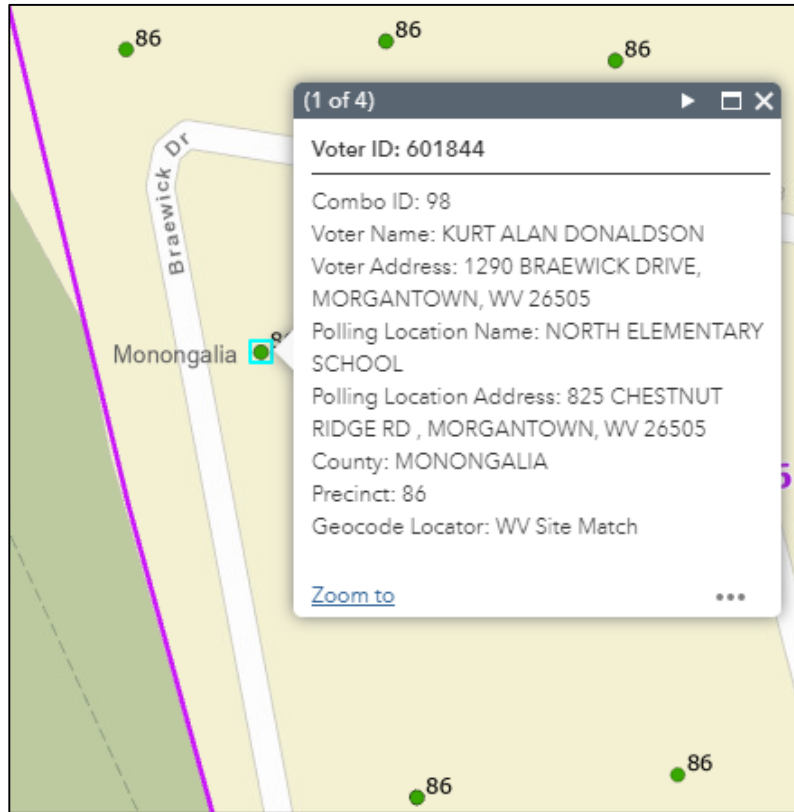 86
86
86
(1 of 4)
Voter ID: 601844
Combo ID: 98
Voter Name: KURT ALAN DONALDSON
Voter Address: 1290 BRAEWICK DRIVE,
MORGANTOWN, WV 26505
Polling Location Name: NORTH ELEMENTARY
SCHOOL
Polling Location Address: 825 CHESTNUT
RIDGE RD , MORGANTOWN, WV 26505
County: MONONGALIA
Precinct: 86
Geocode Locator: WV Site Match
Zoom to
Braewick Dr
Monongalia
86
86